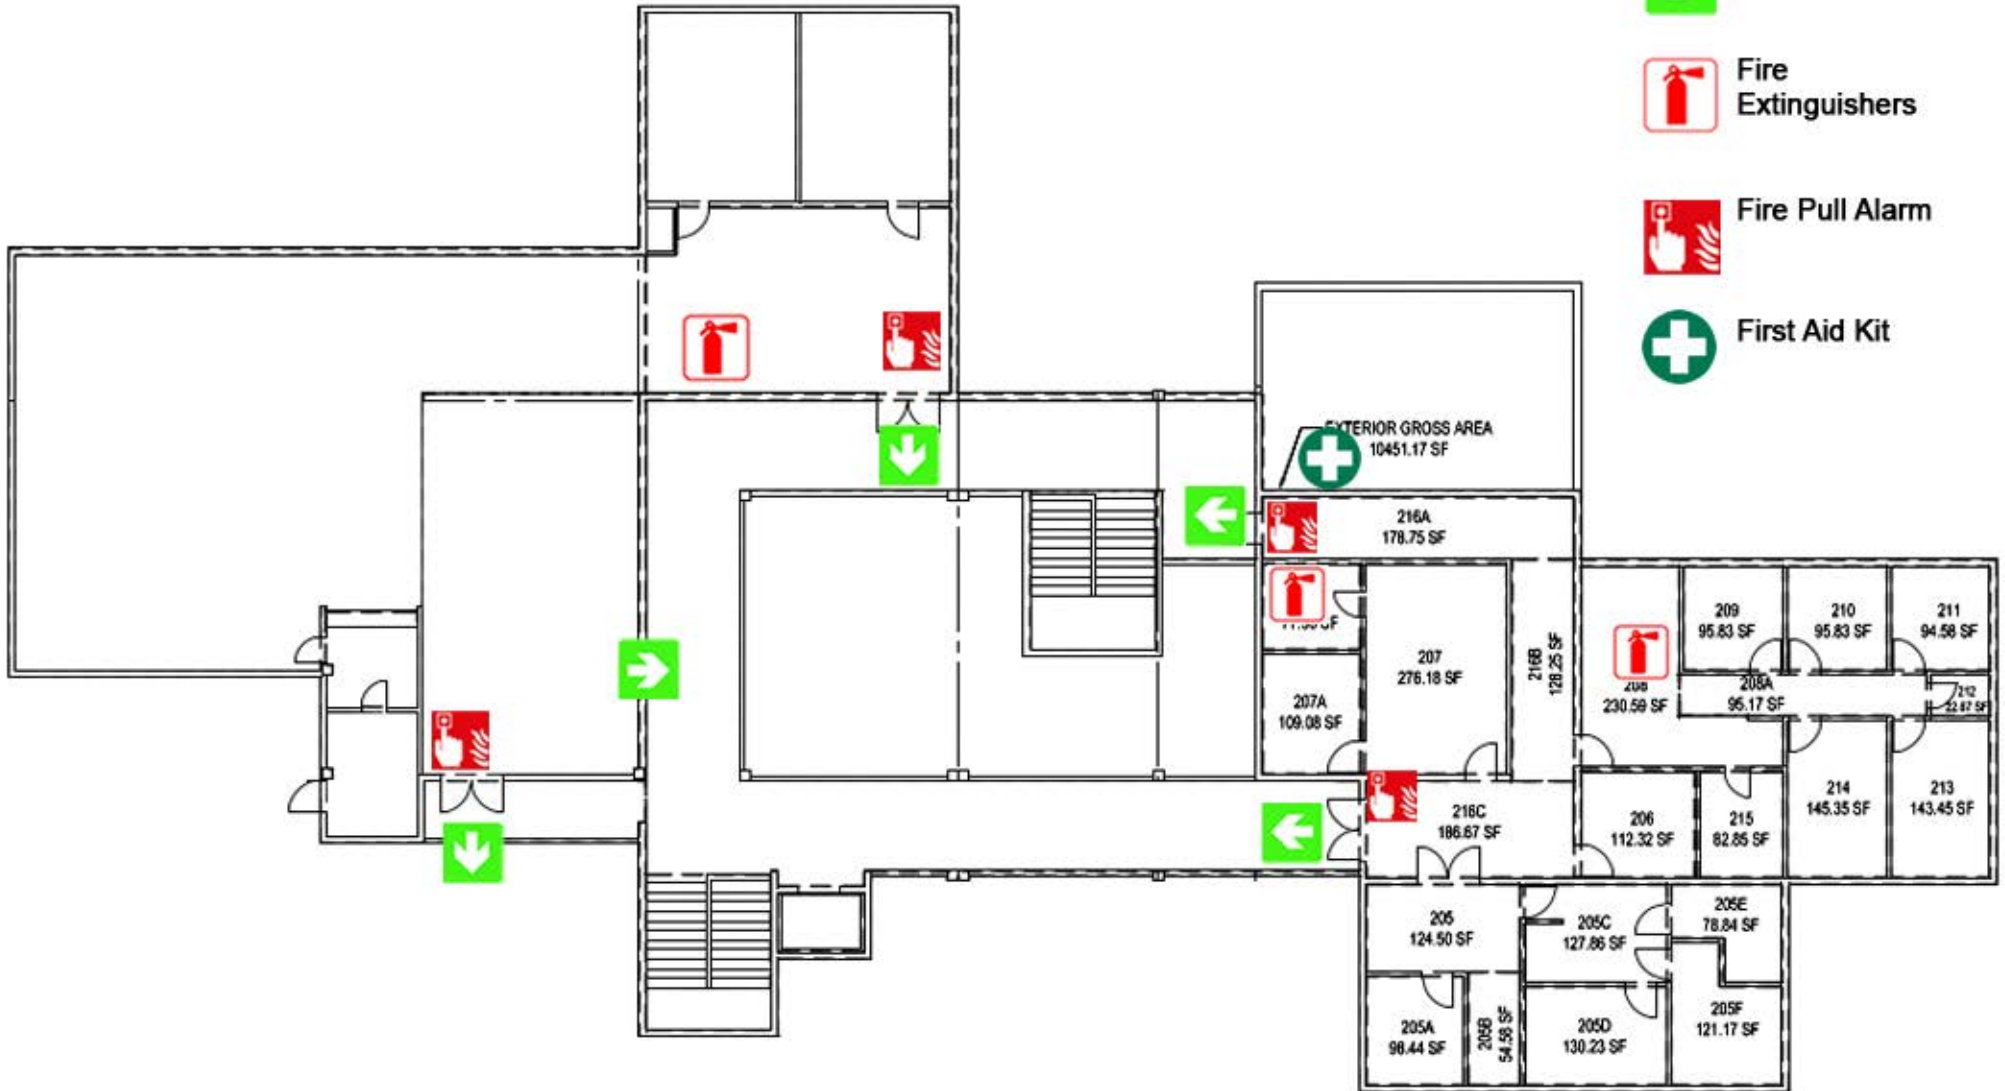 Fire
Extinguishers
Fire Pull Alarm
First Aid Kit
EXTERIOR GROSS AREA
10451.17 SF
216A
178.75 SF
207
276.18 SF
216B
128.25 SF
207A
109.08 SF
208
230.59 SF
209
95.83 SF
210
95.83 SF
211
94.58 SF
208A
95.17 SF
212
22.87 SF
216C
186.67 SF
206
112.32 SF
215
82.85 SF
214
145.35 SF
213
143.45 SF
205
124.50 SF
205C
127.86 SF
205E
78.84 SF
205A
98.44 SF
205B
54.58 SF
205D
130.23 SF
205F
121.17 SF